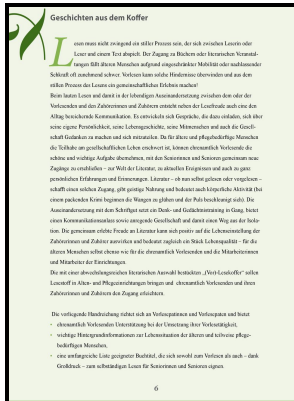 Geschichten aus dem Koffer
Lesen muss nicht zwingend ein stiller Prozess sein, der sich zwischen Leserin oder
Leser und einem Text abspielt. Der Zugang zu Büchern oder literarischen Veranstal-
tungen fällt älteren Menschen aufgrund eingeschränkter Mobilität oder nachlassender
Sehkraft oft zunehmend schwer. Vorlesen kann solche Hindernisse überwinden und aus dem
stillen Prozess des Lesens ein gemeinschaftliches Erlebnis machen!
Beim lauten Lesen und damit in der lebendigen Auseinandersetzung zwischen dem oder der
Vorlesenden und den Zuhörerinnen und Zuhörern entsteht neben der Lesefreude auch eine den
Alltag bereichernde Kommunikation. Es entwickeln sich Gespräche, die dazu einladen, sich über
seine eigene Persönlichkeit, seine Lebensgeschichte, seine Mitmenschen und auch die Gesell-
schaft Gedanken zu machen und sich mitzuteilen. Da für ältere und pflegebedürftige Menschen
die Teilhabe am gesellschaftlichen Leben erschwert ist, können ehrenamtlich Vorlesende die
schöne und wichtige Aufgabe übernehmen, mit den Seniorinnen und Senioren gemeinsam neue
Zugänge zu erschließen – zur Welt der Literatur, zu aktuellen Ereignissen und auch zu ganz
persönlichen Erfahrungen und Erinnerungen. Literatur – ob nun selbst gelesen oder vorgelesen –
schafft einen solchen Zugang, gibt geistige Nahrung und bedeutet auch körperliche Aktivität (bei
einem packenden Krimi beginnen die Wangen zu glühen und der Puls beschleunigt sich). Die
Auseinandersetzung mit dem Schriftgut setzt ein Denk- und Gedächtnistraining in Gang, bietet
einen Kommunikationsanlass sowie anregende Gesellschaft und damit einen Weg aus der Isola-
tion. Die gemeinsam erlebte Freude an Literatur kann sich positiv auf die Lebenseinstellung der
Zuhörerinnen und Zuhörer auswirken und bedeutet zugleich ein Stück Lebensqualität – für die
älteren Menschen selbst ebenso wie für die ehrenamtlich Vorlesenden und die Mitarbeiterinnen
und Mitarbeiter der Einrichtungen.
Die mit einer abwechslungsreichen literarischen Auswahl bestückten „(Vor)-Lesekoffer“ sollen
Lesestoff in Alten- und Pflegeeinrichtungen bringen und ehrenamtlich Vorlesenden und ihren
Zuhörerinnen und Zuhörern den Zugang erleichtern.
Die vorliegende Handreichung richtet sich an Vorlesepatinnen und Vorlesepaten und bietet
• ehrenamtlich Vorlesenden Unterstützung bei der Umsetzung ihrer Vorlesetätigkeit,
• wichtige Hintergrundinformationen zur Lebenssituation der älteren und teilweise pflege-
bedürftigen Menschen,
• eine umfangreiche Liste geeigneter Buchtitel, die sich sowohl zum Vorlesen als auch – dank
Großdruck – zum selbständigen Lesen für Seniorinnen und Senioren eignen.
6